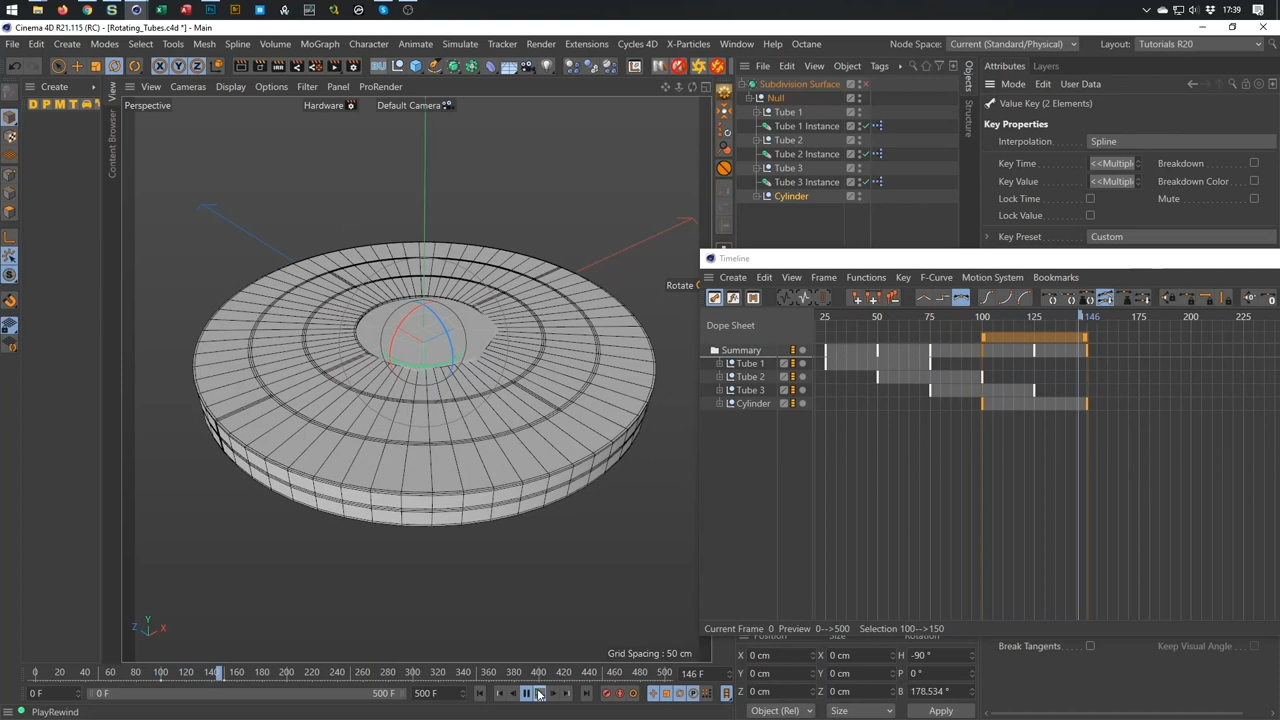 17:39
Cinema 4D R21.115 (RC) - [Rotating_Tubes.c4d *] - Main
File Edit Create Modes Select Tools Mesh Spline Volume MoGraph Character Animate Simulate Tracker Render Extensions Cycles 4D X-Particles Window Help Octane Node Space: Current (Standard/Physical) Layout: Tutorials R20
X Y Z
Create View Cameras Display Options Filter Panel ProRender File Edit View Object Tags Attributes Layers
D P M T
Mode Edit User Data
Perspective Hardware Default Camera
View
Content Browser
Objects
Structure
Subdivision Surface
Null
Tube 1
Tube 1 Instance
Tube 2
Tube 2 Instance
Tube 3
Tube 3 Instance
Cylinder
Value Key (2 Elements)
Key Properties
Interpolation Spline
Key Time <<Multipl Breakdown
Key Value <<Multipl Breakdown Color
Lock Time Mute
Lock Value
Key Preset Custom
Rotate
Timeline
Create Edit View Frame Functions Key F-Curve Motion System Bookmarks
Dope Sheet 25 50 75 100 125 146 175 200 225
Summary
Tube 1
Tube 2
Tube 3
Cylinder
Current Frame 0 Preview 0-->500 Selection 100-->150
Y
Z X
Grid Spacing : 50 cm
Position Size Rotation
X 0 cm X 0 cm H -90 °
Y 0 cm Y 0 cm P 0 °
Z 0 cm Z 0 cm B 178.534 °
Object (Rel) Size Apply
Break Tangents Keep Visual Angle
0 20 40 60 80 100 120 140 160 180 200 220 240 260 280 300 320 340 360 380 400 420 440 460 480 500 146 F
0 F 0 F 500 F 500 F
PlayRewind